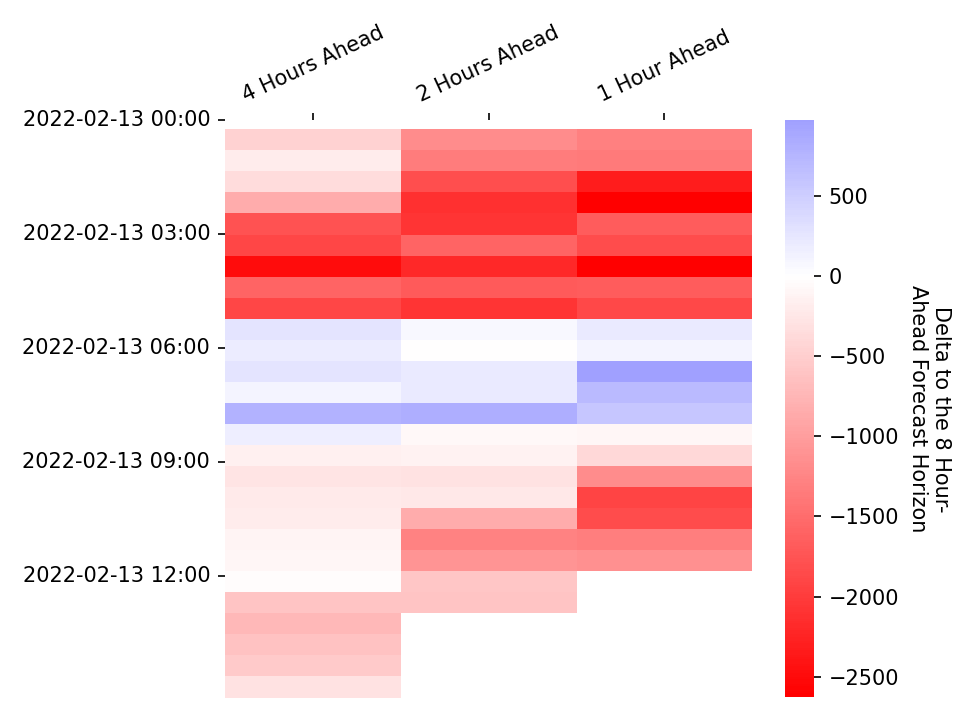 4 Hours Ahead
2 Hours Ahead
1 Hour Ahead
2022-02-13 00:00
2022-02-13 03:00
2022-02-13 06:00
2022-02-13 09:00
2022-02-13 12:00
500
0
−500
−1000
−1500
−2000
−2500
Delta to the 8 Hour-
Ahead Forecast Horizon